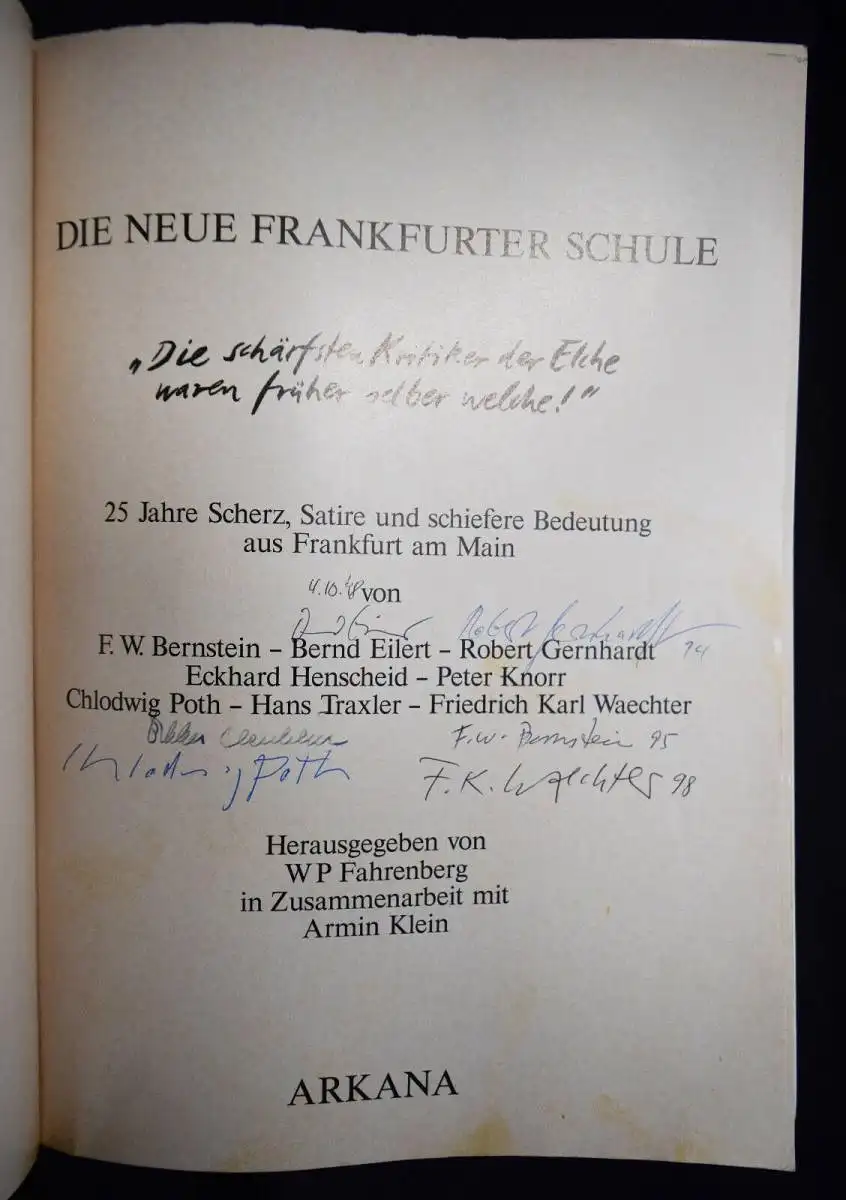 DIE NEUE FRANKFURTER SCHULE
„Die schärfsten Kritiker der Elche
waren früher selber welche!“
25 Jahre Scherz, Satire und schiefere Bedeutung
aus Frankfurt am Main
von
Robert Gernhardt 94
F. W. Bernstein – Bernd Eilert – Robert Gernhardt
Eckhard Henscheid – Peter Knorr
Chlodwig Poth – Hans Traxler – Friedrich Karl Waechter
F. W. Bernstein 95
Chlodwig Poth
F. K. Waechter 98
Herausgegeben von
WP Fahrenberg
in Zusammenarbeit mit
Armin Klein
ARKANA